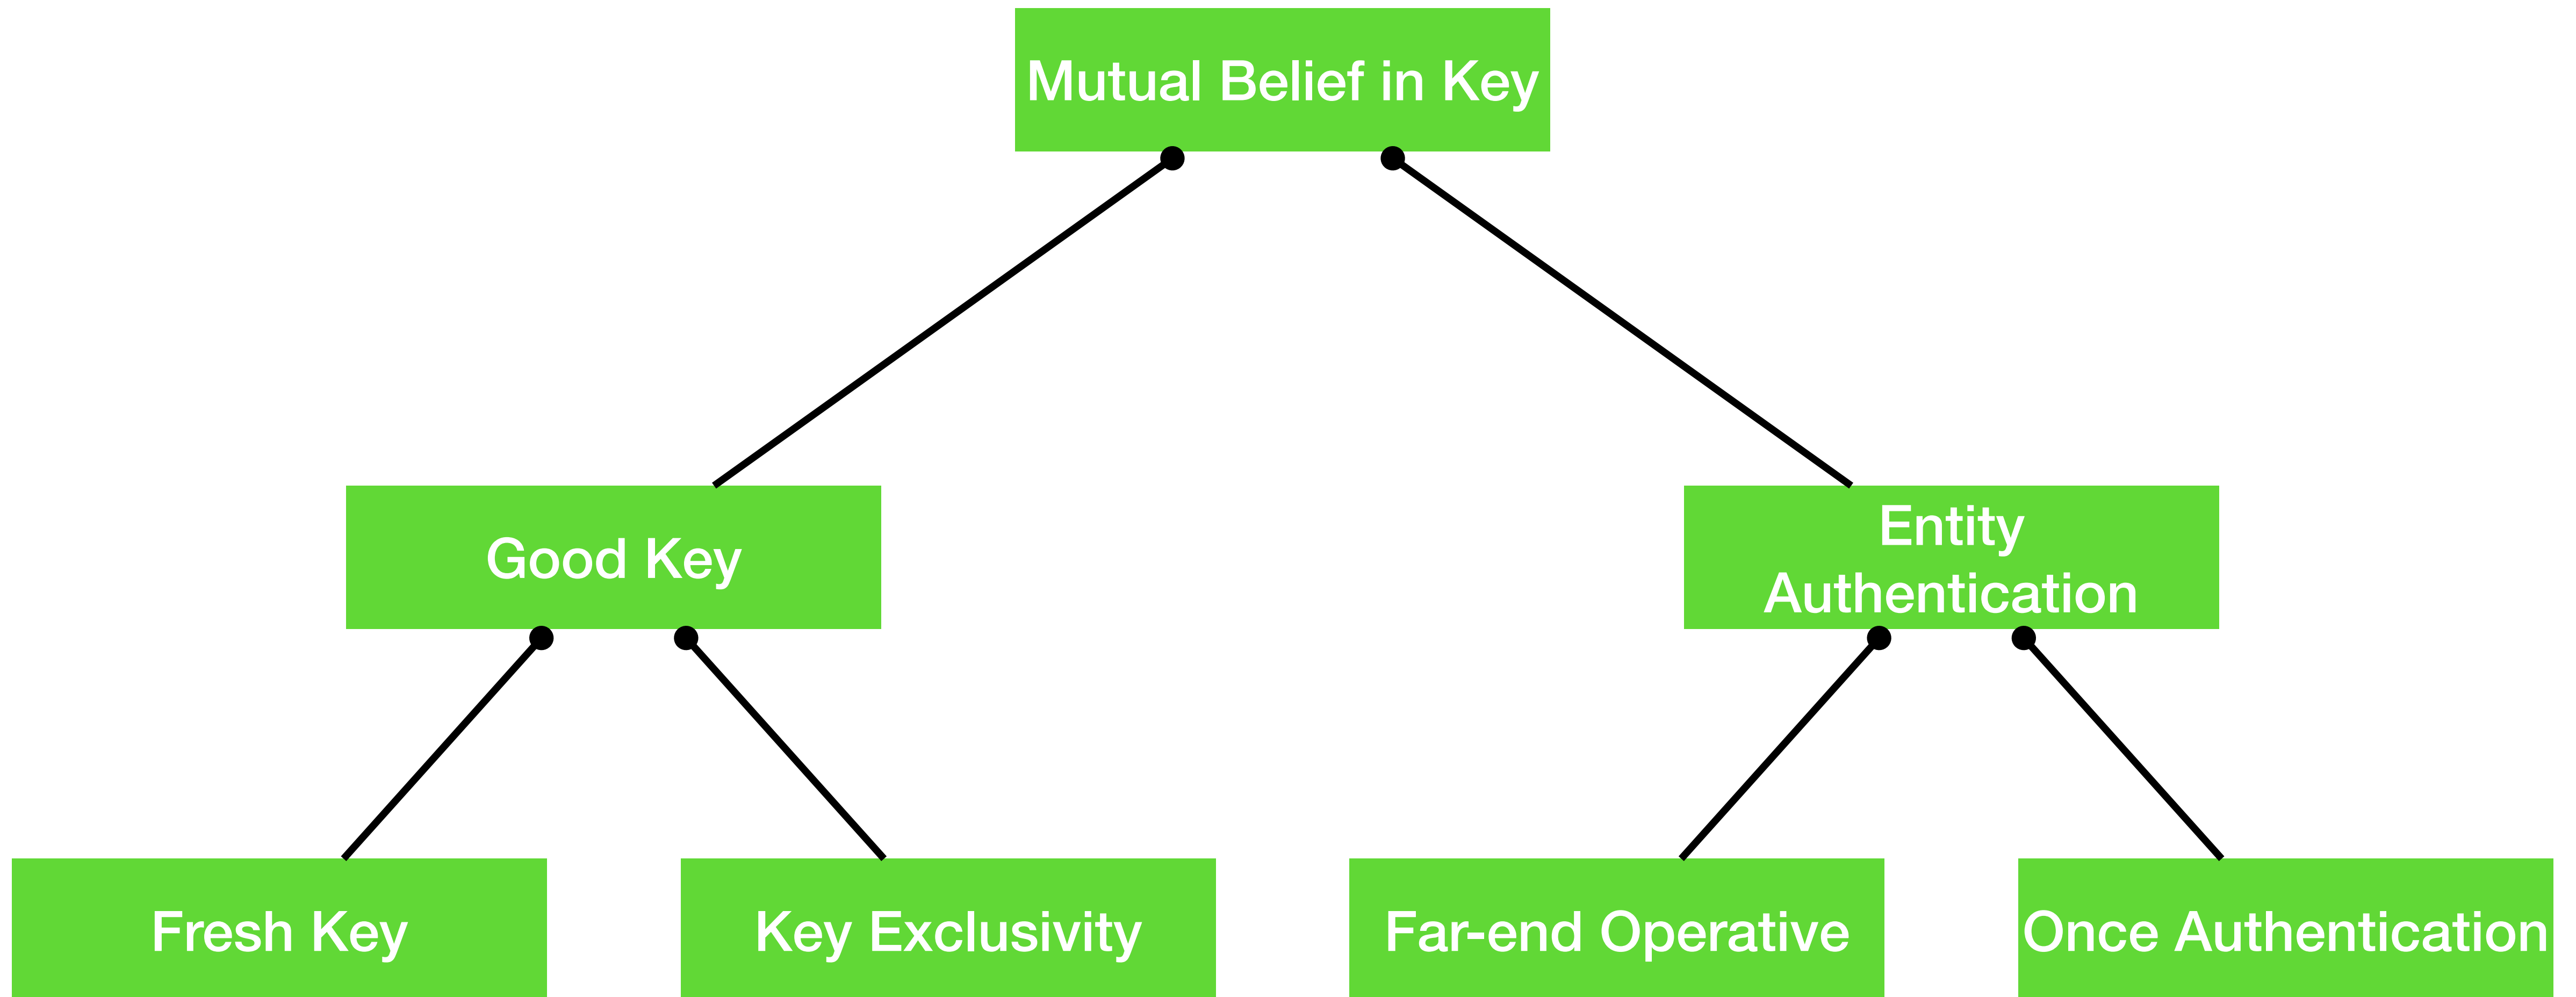 Mutual Belief in Key
Good Key
Entity
Authentication
Fresh Key
Key Exclusivity
Far-end Operative
Once Authentication